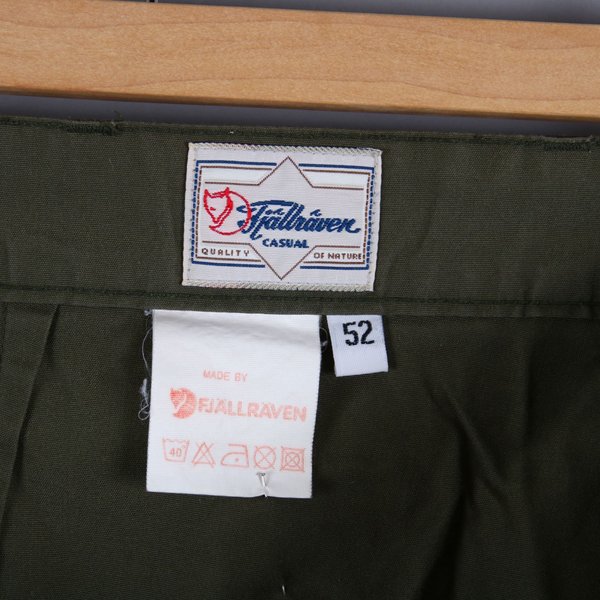 Fjällräven
CASUAL
QUALITY OF NATURE
52
MADE BY
FJÄLLRÄVEN
40°